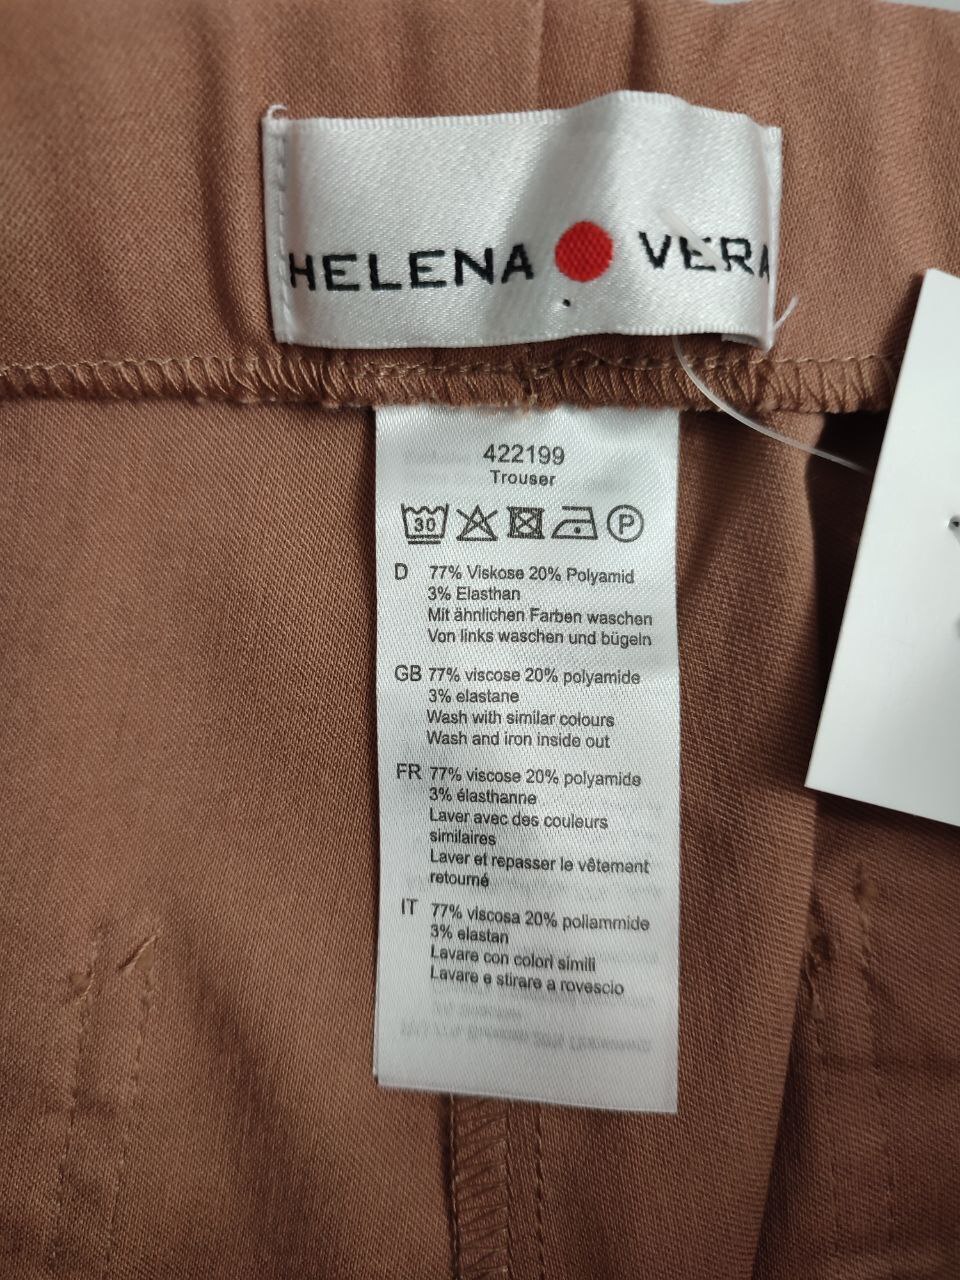 HELENA VERA
422199
Trouser
30 P
D 77% Viskose 20% Polyamid
3% Elasthan
Mit ähnlichen Farben waschen
Von links waschen und bügeln
GB 77% viscose 20% polyamide
3% elastane
Wash with similar colours
Wash and iron inside out
FR 77% viscose 20% polyamide
3% élasthanne
Laver avec des couleurs
similaires
Laver et repasser le vêtement
retourné
IT 77% viscosa 20% poliammide
3% elastan
Lavare con colori simili
Lavare e stirare a rovescio